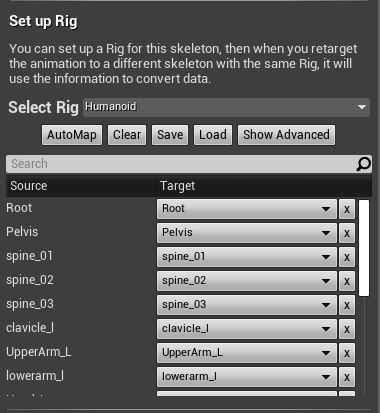 Set up Rig
You can set up a Rig for this skeleton, then when you retarget
the animation to a different skeleton with the same Rig, it will
use the information to convert data.
Select Rig Humanoid
AutoMap Clear Save Load Show Advanced
Search
Source Target
Root Root x
Pelvis Pelvis x
spine_01 spine_01 x
spine_02 spine_02 x
spine_03 spine_03 x
clavicle_l clavicle_l x
UpperArm_L UpperArm_L x
lowerarm_l lowerarm_l x